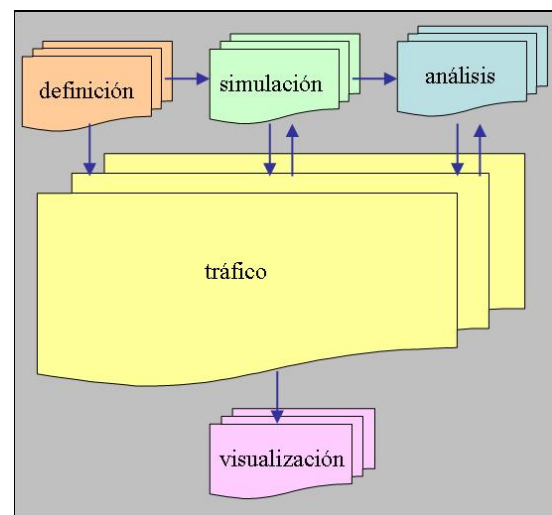 definición
simulación
análisis
tráfico
visualización